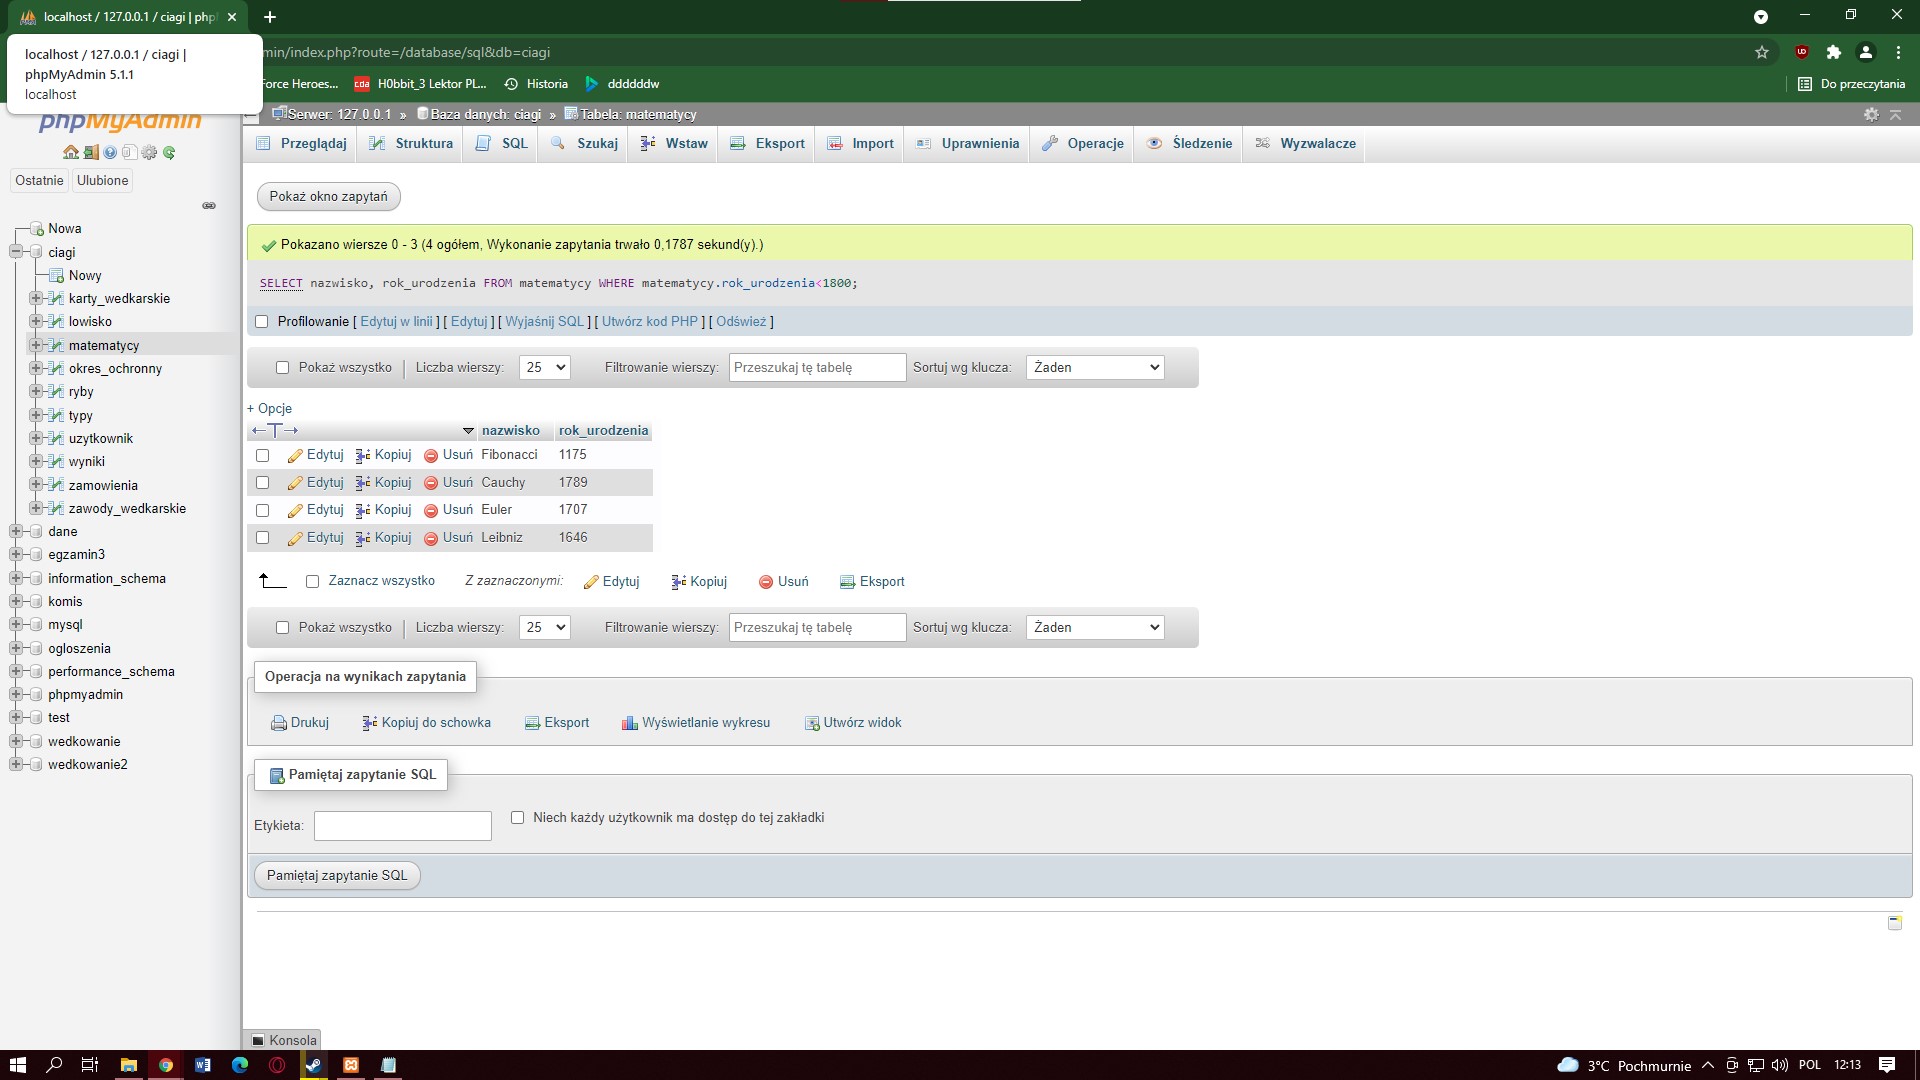 localhost / 127.0.0.1 / ciagi | php
localhost / 127.0.0.1 / ciagi |
phpMyAdmin 5.1.1
localhost
min/index.php?route=/database/sql&db=ciagi
Force Heroes...
H0bbit_3 Lektor PL...
Historia
ddddddw
Do przeczytania
phpMyAdmin
Serwer: 127.0.0.1 » Baza danych: ciagi » Tabela: matematycy
Przeglądaj
Struktura
SQL
Szukaj
Wstaw
Eksport
Import
Uprawnienia
Operacje
Śledzenie
Wyzwalacze
Ostatnie
Ulubione
Nowa
ciagi
Nowy
karty_wedkarskie
lowisko
matematycy
okres_ochronny
ryby
typy
uzytkownik
wyniki
zamowienia
zawody_wedkarskie
dane
egzamin3
information_schema
komis
mysql
ogloszenia
performance_schema
phpmyadmin
test
wedkowanie
wedkowanie2
Pokaż okno zapytań
Pokazano wiersze 0 - 3 (4 ogółem, Wykonanie zapytania trwało 0,1787 sekund(y).)
SELECT nazwisko, rok_urodzenia FROM matematycy WHERE matematycy.rok_urodzenia<1800;
Profilowanie [ Edytuj w linii ] [ Edytuj ] [ Wyjaśnij SQL ] [ Utwórz kod PHP ] [ Odśwież ]
Pokaż wszystko | Liczba wierszy: 25 Filtrowanie wierszy: Przeszukaj tę tabelę Sortuj wg klucza: Żaden
+ Opcje
←T→ nazwisko rok_urodzenia
Edytuj Kopiuj Usuń Fibonacci 1175
Edytuj Kopiuj Usuń Cauchy 1789
Edytuj Kopiuj Usuń Euler 1707
Edytuj Kopiuj Usuń Leibniz 1646
Zaznacz wszystko Z zaznaczonymi: Edytuj Kopiuj Usuń Eksport
Pokaż wszystko | Liczba wierszy: 25 Filtrowanie wierszy: Przeszukaj tę tabelę Sortuj wg klucza: Żaden
Operacja na wynikach zapytania
Drukuj Kopiuj do schowka Eksport Wyświetlanie wykresu Utwórz widok
Pamiętaj zapytanie SQL
Etykieta: Niech każdy użytkownik ma dostęp do tej zakładki
Pamiętaj zapytanie SQL
Konsola
3°C Pochmurnie POL 12:13